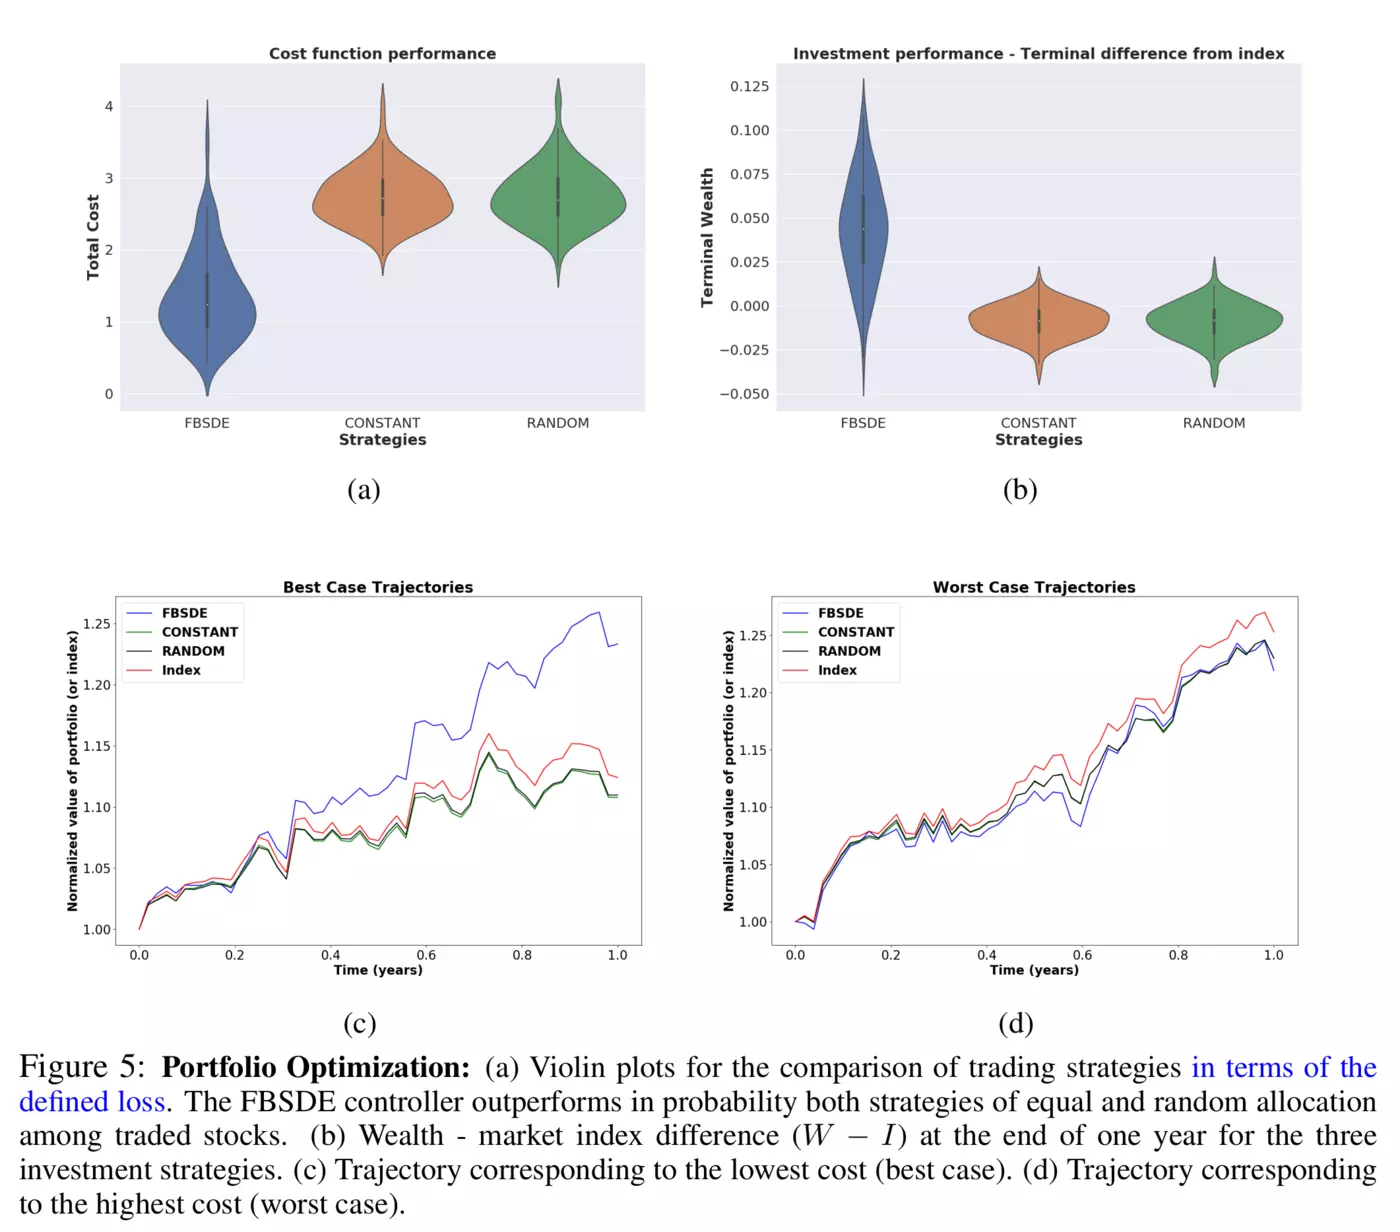 Cost function performance
4
3
2
1
0
Total Cost
FBSDE CONSTANT RANDOM
Strategies
(a)
Investment performance - Terminal difference from index
0.125
0.100
0.075
0.050
0.025
0.000
−0.025
−0.050
Terminal Wealth
FBSDE CONSTANT RANDOM
Strategies
(b)
Best Case Trajectories
FBSDE
CONSTANT
RANDOM
Index
1.25
1.20
1.15
1.10
1.05
1.00
Normalized value of portfolio (or index)
0.0 0.2 0.4 0.6 0.8 1.0
Time (years)
(c)
Worst Case Trajectories
FBSDE
CONSTANT
RANDOM
Index
1.25
1.20
1.15
1.10
1.05
1.00
Normalized value of portfolio (or index)
0.0 0.2 0.4 0.6 0.8 1.0
Time (years)
(d)
Figure 5: Portfolio Optimization: (a) Violin plots for the comparison of trading strategies in terms of the
defined loss. The FBSDE controller outperforms in probability both strategies of equal and random allocation
among traded stocks. (b) Wealth - market index difference (W − I) at the end of one year for the three
investment strategies. (c) Trajectory corresponding to the lowest cost (best case). (d) Trajectory corresponding
to the highest cost (worst case).